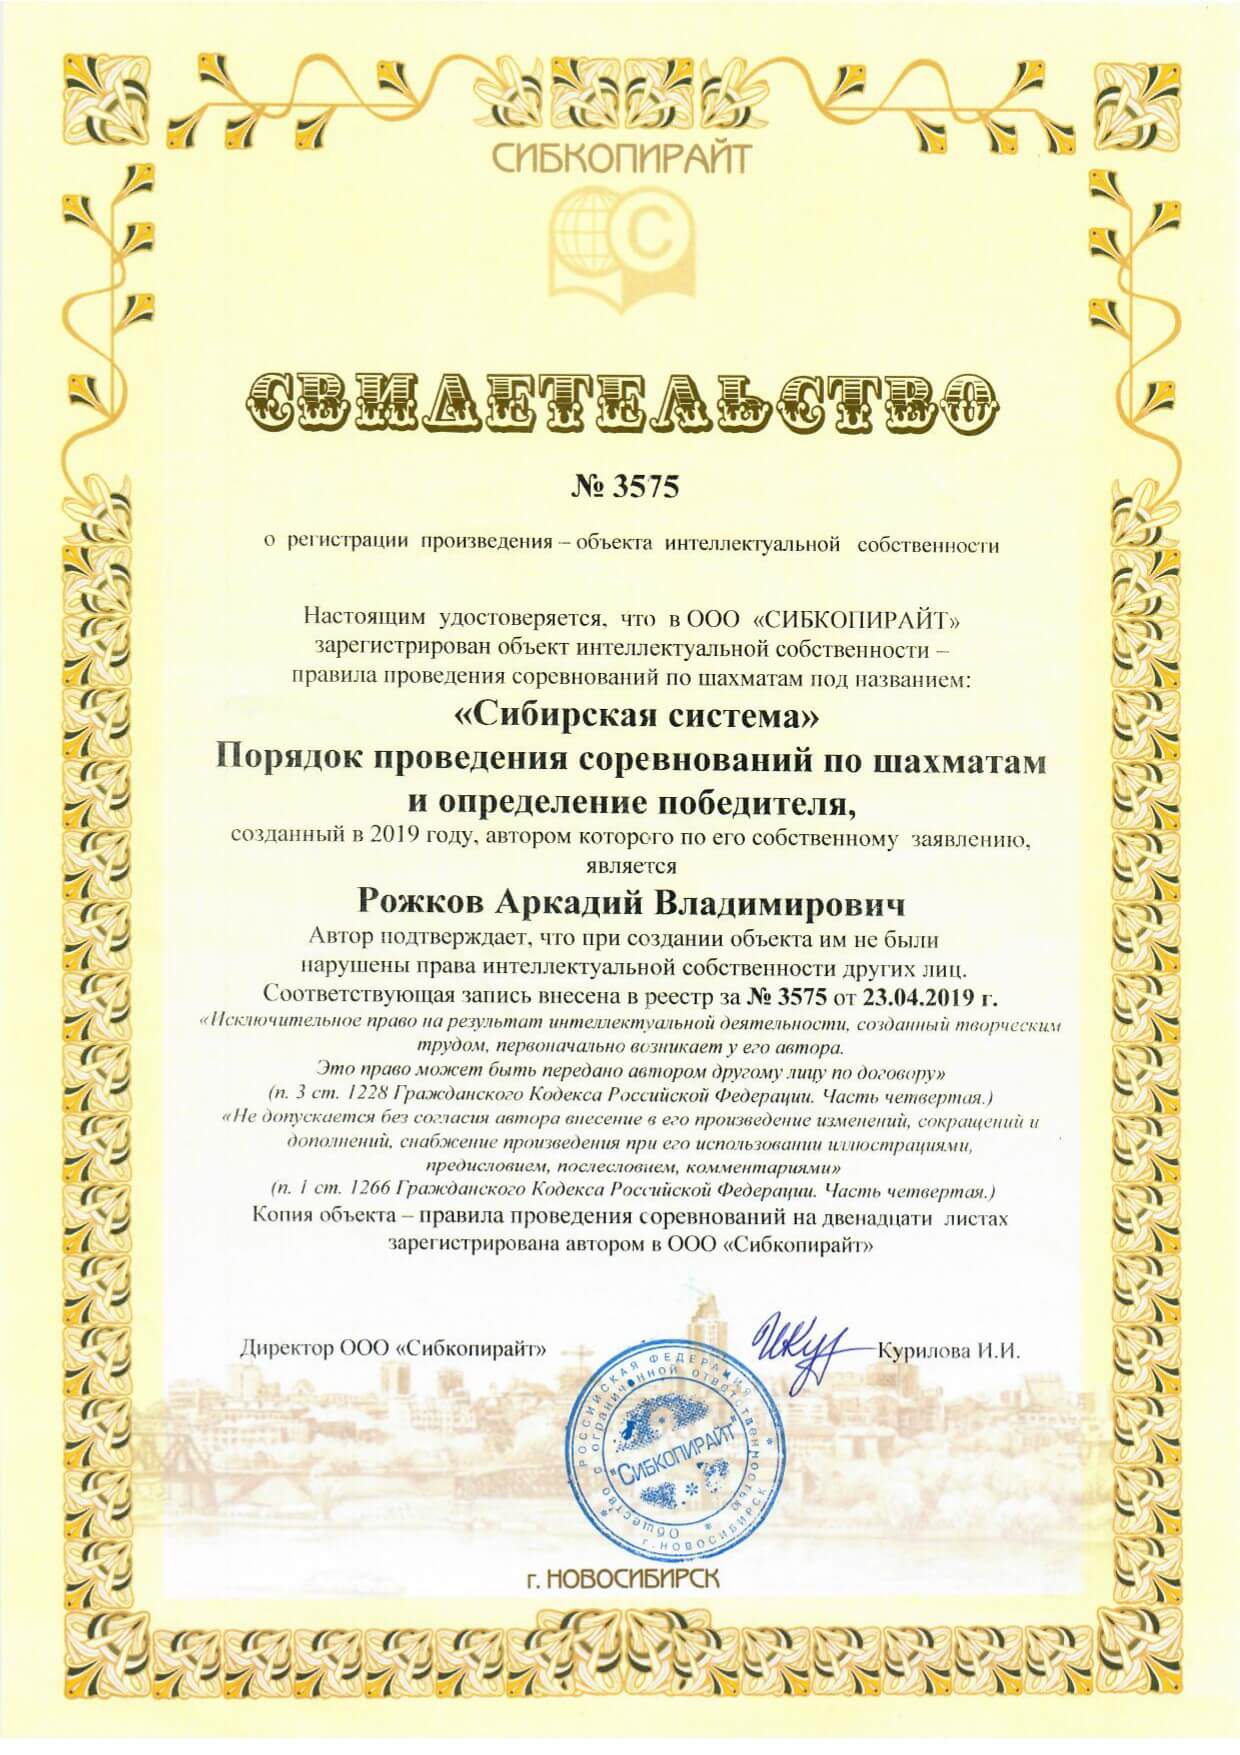 СИБКОПИРАЙТ
С
СВИДЕТЕЛЬСТВО
№ 3575
о регистрации произведения – объекта интеллектуальной собственности
Настоящим удостоверяется, что в ООО «СИБКОПИРАЙТ»
зарегистрирован объект интеллектуальной собственности –
правила проведения соревнований по шахматам под названием:
«Сибирская система»
Порядок проведения соревнований по шахматам
и определение победителя,
созданный в 2019 году, автором которого по его собственному заявлению,
является
Рожков Аркадий Владимирович
Автор подтверждает, что при создании объекта им не были
нарушены права интеллектуальной собственности других лиц.
Соответствующая запись внесена в реестр за № 3575 от 23.04.2019 г.
«Исключительное право на результат интеллектуальной деятельности, созданный творческим
трудом, первоначально возникает у его автора.
Это право может быть передано автором другому лицу по договору»
(п. 3 ст. 1228 Гражданского Кодекса Российской Федерации. Часть четвертая.)
«Не допускается без согласия автора внесение в его произведение изменений, сокращений и
дополнений, снабжение произведения при его использовании иллюстрациями,
предисловием, послесловием, комментариями»
(п. 1 ст. 1266 Гражданского Кодекса Российской Федерации. Часть четвертая.)
Копия объекта – правила проведения соревнований на двенадцати листах
зарегистрирована автором в ООО «Сибкопирайт»
Директор ООО «Сибкопирайт»
Курилова И.И.
РОССИЙСКАЯ ФЕДЕРАЦИЯ * г. НОВОСИБИРСК *
Общество с ограниченной ответственностью *
"СИБКОПИРАЙТ"
г. НОВОСИБИРСК